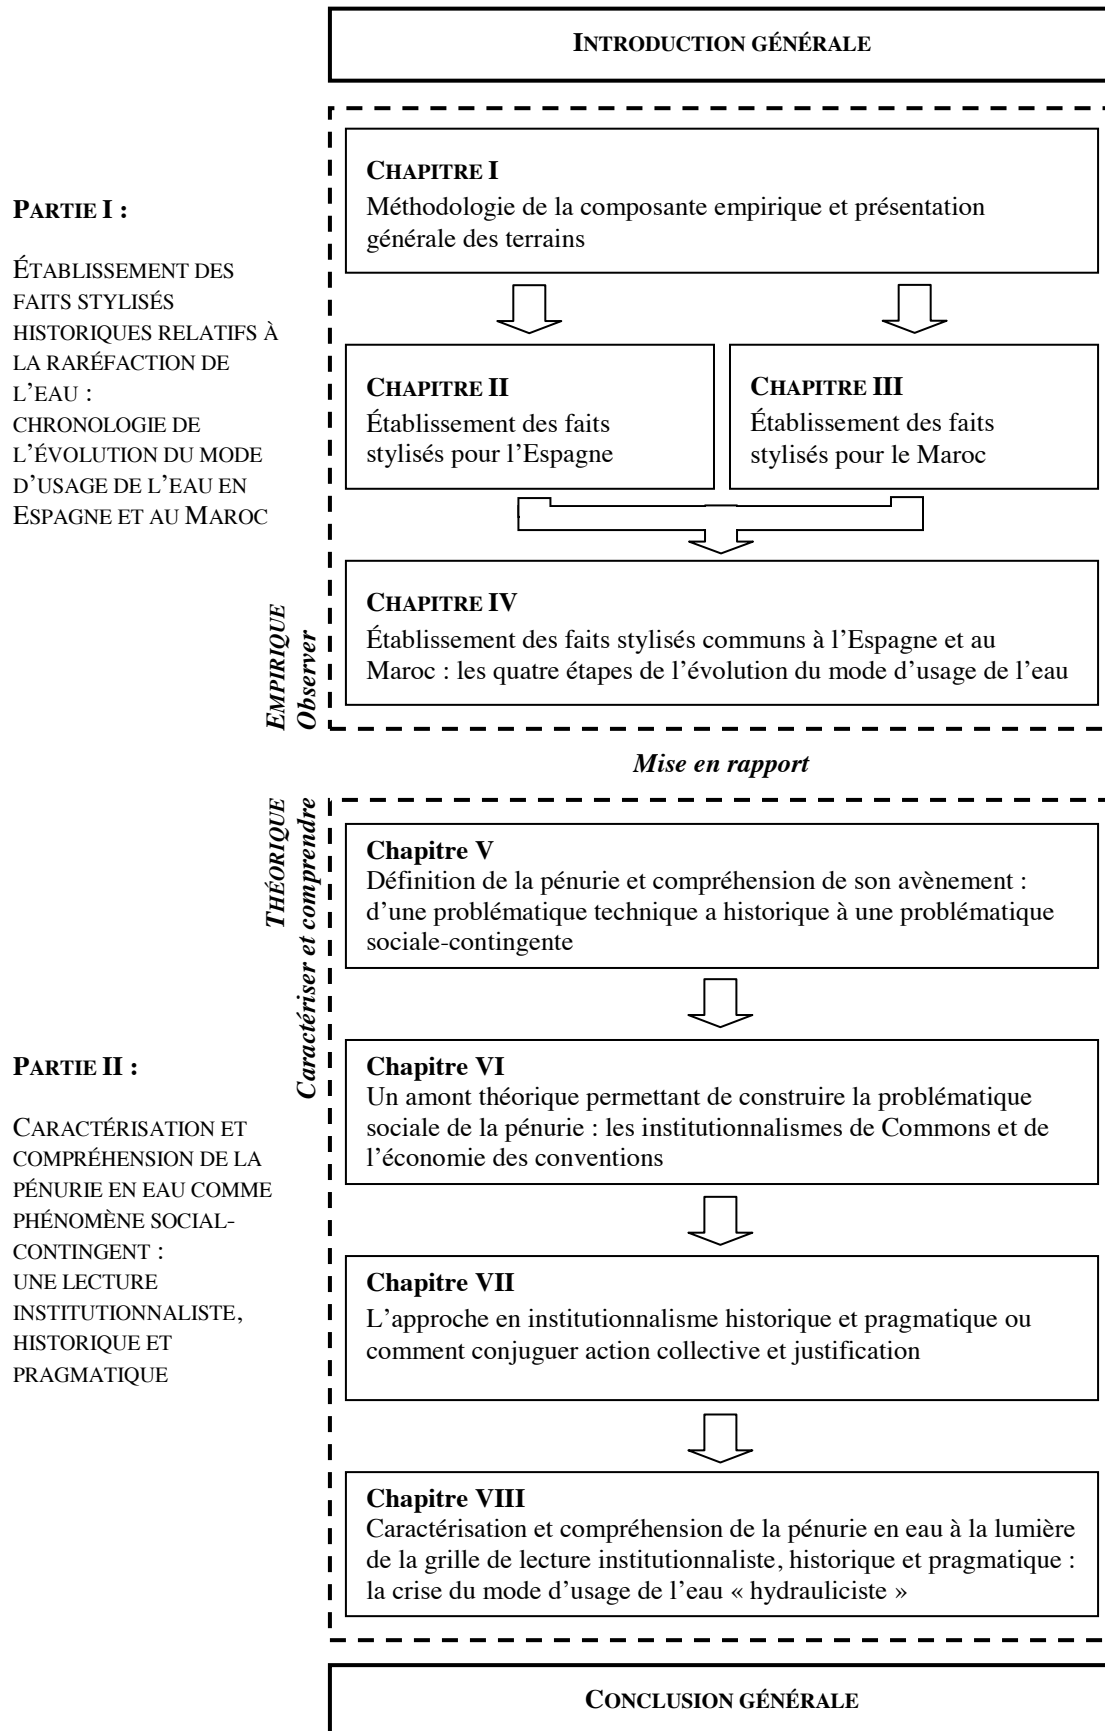 INTRODUCTION GÉNÉRALE
PARTIE I :
ÉTABLISSEMENT DES
FAITS STYLISÉS
HISTORIQUES RELATIFS À
LA RARÉFACTION DE
L’EAU :
CHRONOLOGIE DE
L’ÉVOLUTION DU MODE
D’USAGE DE L’EAU EN
ESPAGNE ET AU MAROC
EMPIRIQUE
Observer
CHAPITRE I
Méthodologie de la composante empirique et présentation
générale des terrains
CHAPITRE II
Établissement des faits
stylisés pour l’Espagne
CHAPITRE III
Établissement des faits
stylisés pour le Maroc
CHAPITRE IV
Établissement des faits stylisés communs à l’Espagne et au
Maroc : les quatre étapes de l’évolution du mode d’usage de l’eau
Mise en rapport
PARTIE II :
CARACTÉRISATION ET
COMPRÉHENSION DE LA
PÉNURIE EN EAU COMME
PHÉNOMÈNE SOCIAL-
CONTINGENT :
UNE LECTURE
INSTITUTIONNALISTE,
HISTORIQUE ET
PRAGMATIQUE
THÉORIQUE
Caractériser et comprendre
Chapitre V
Définition de la pénurie et compréhension de son avènement :
d’une problématique technique a historique à une problématique
sociale-contingente
Chapitre VI
Un amont théorique permettant de construire la problématique
sociale de la pénurie : les institutionnalismes de Commons et de
l’économie des conventions
Chapitre VII
L’approche en institutionnalisme historique et pragmatique ou
comment conjuguer action collective et justification
Chapitre VIII
Caractérisation et compréhension de la pénurie en eau à la lumière
de la grille de lecture institutionnaliste, historique et pragmatique :
la crise du mode d’usage de l’eau « hydrauliciste »
CONCLUSION GÉNÉRALE